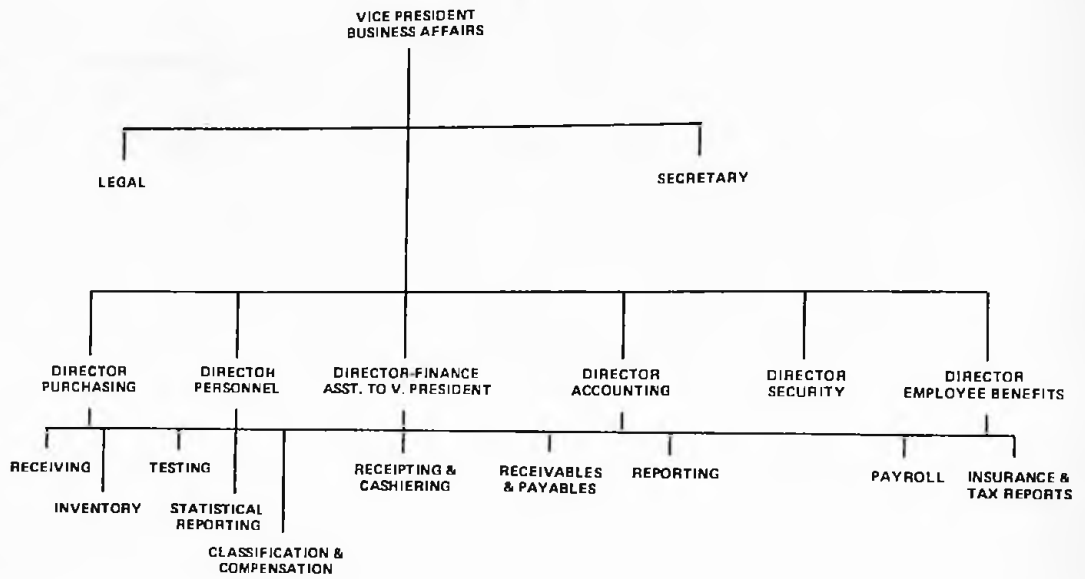 VICE PRESIDENT
BUSINESS AFFAIRS
LEGAL
SECRETARY
DIRECTOR
PURCHASING
DIRECTOR
PERSONNEL
DIRECTOR-FINANCE
ASST. TO V. PRESIDENT
DIRECTOR
ACCOUNTING
DIRECTOR
SECURITY
DIRECTOR
EMPLOYEE BENEFITS
RECEIVING
INVENTORY
TESTING
STATISTICAL
REPORTING
CLASSIFICATION &
COMPENSATION
RECEIPTING &
CASHIERING
RECEIVABLES
& PAYABLES
REPORTING
PAYROLL
INSURANCE &
TAX REPORTS